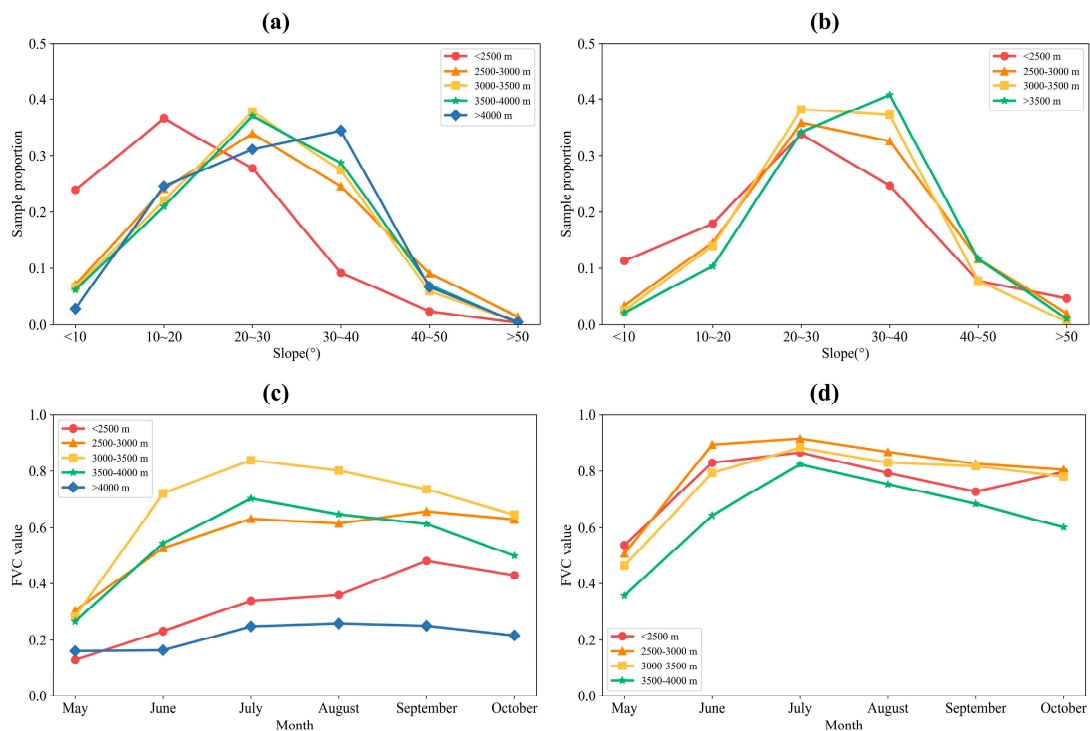 (a)
0.5
0.4
0.3
0.2
0.1
0.0
Sample proportion
<2500 m
2500-3000 m
3000-3500 m
3500-4000 m
>4000 m
<10 10~20 20~30 30~40 40~50 >50
Slope(°)
(b)
0.5
0.4
0.3
0.2
0.1
0.0
Sample proportion
<2500 m
2500-3000 m
3000-3500 m
>3500 m
<10 10~20 20~30 30~40 40~50 >50
Slope(°)
(c)
1.0
0.8
0.6
0.4
0.2
0.0
FVC value
<2500 m
2500-3000 m
3000-3500 m
3500-4000 m
>4000 m
May June July August September October
Month
(d)
1.0
0.8
0.6
0.4
0.2
0.0
FVC value
<2500 m
2500-3000 m
3000-3500 m
3500-4000 m
May June July August September October
Month